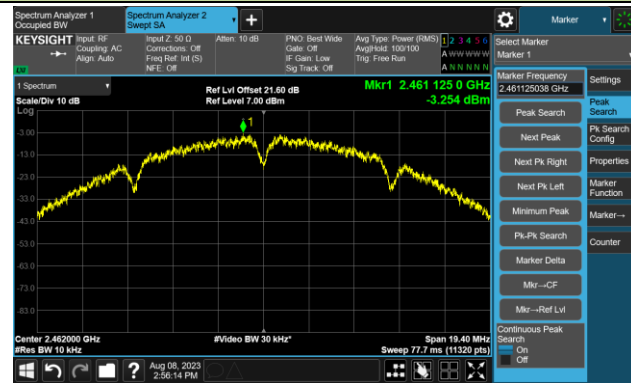 Spectrum Analyzer 1
Occupied BW
Spectrum Analyzer 2
Swept SA
+
Marker
KEYSIGHT
Input: RF
Coupling: AC
Align: Auto
Input Z: 50 Ω
Corrections: Off
Freq Ref: Int (S)
NFE: Off
Atten: 10 dB
PNO: Best Wide
Gate: Off
IF Gain: Low
Sig Track: Off
Avg Type: Power (RMS)
Avg|Hold: 100/100
Trig: Free Run
1 2 3 4 5 6
A W W W W W
A N N N N N
LXI
Select Marker
Marker 1
1 Spectrum
Scale/Div 10 dB
Log
Ref Lvl Offset 21.60 dB
Ref Level 7.00 dBm
Mkr1 2.461 125 0 GHz
-3.254 dBm
1
-3.00
-13.0
-23.0
-33.0
-43.0
-53.0
-63.0
-73.0
-83.0
Center 2.462000 GHz
#Res BW 10 kHz
#Video BW 30 kHz*
Span 19.40 MHz
Sweep 77.7 ms (11320 pts)
Marker Frequency
2.461125038 GHz
Peak Search
Next Peak
Next Pk Right
Next Pk Left
Minimum Peak
Pk-Pk Search
Marker Delta
Mkr→CF
Mkr→Ref Lvl
Continuous Peak
Search
On
Off
Settings
Peak
Search
Pk Search
Config
Properties
Marker
Function
Marker→
Counter
?
Aug 08, 2023
2:56:14 PM